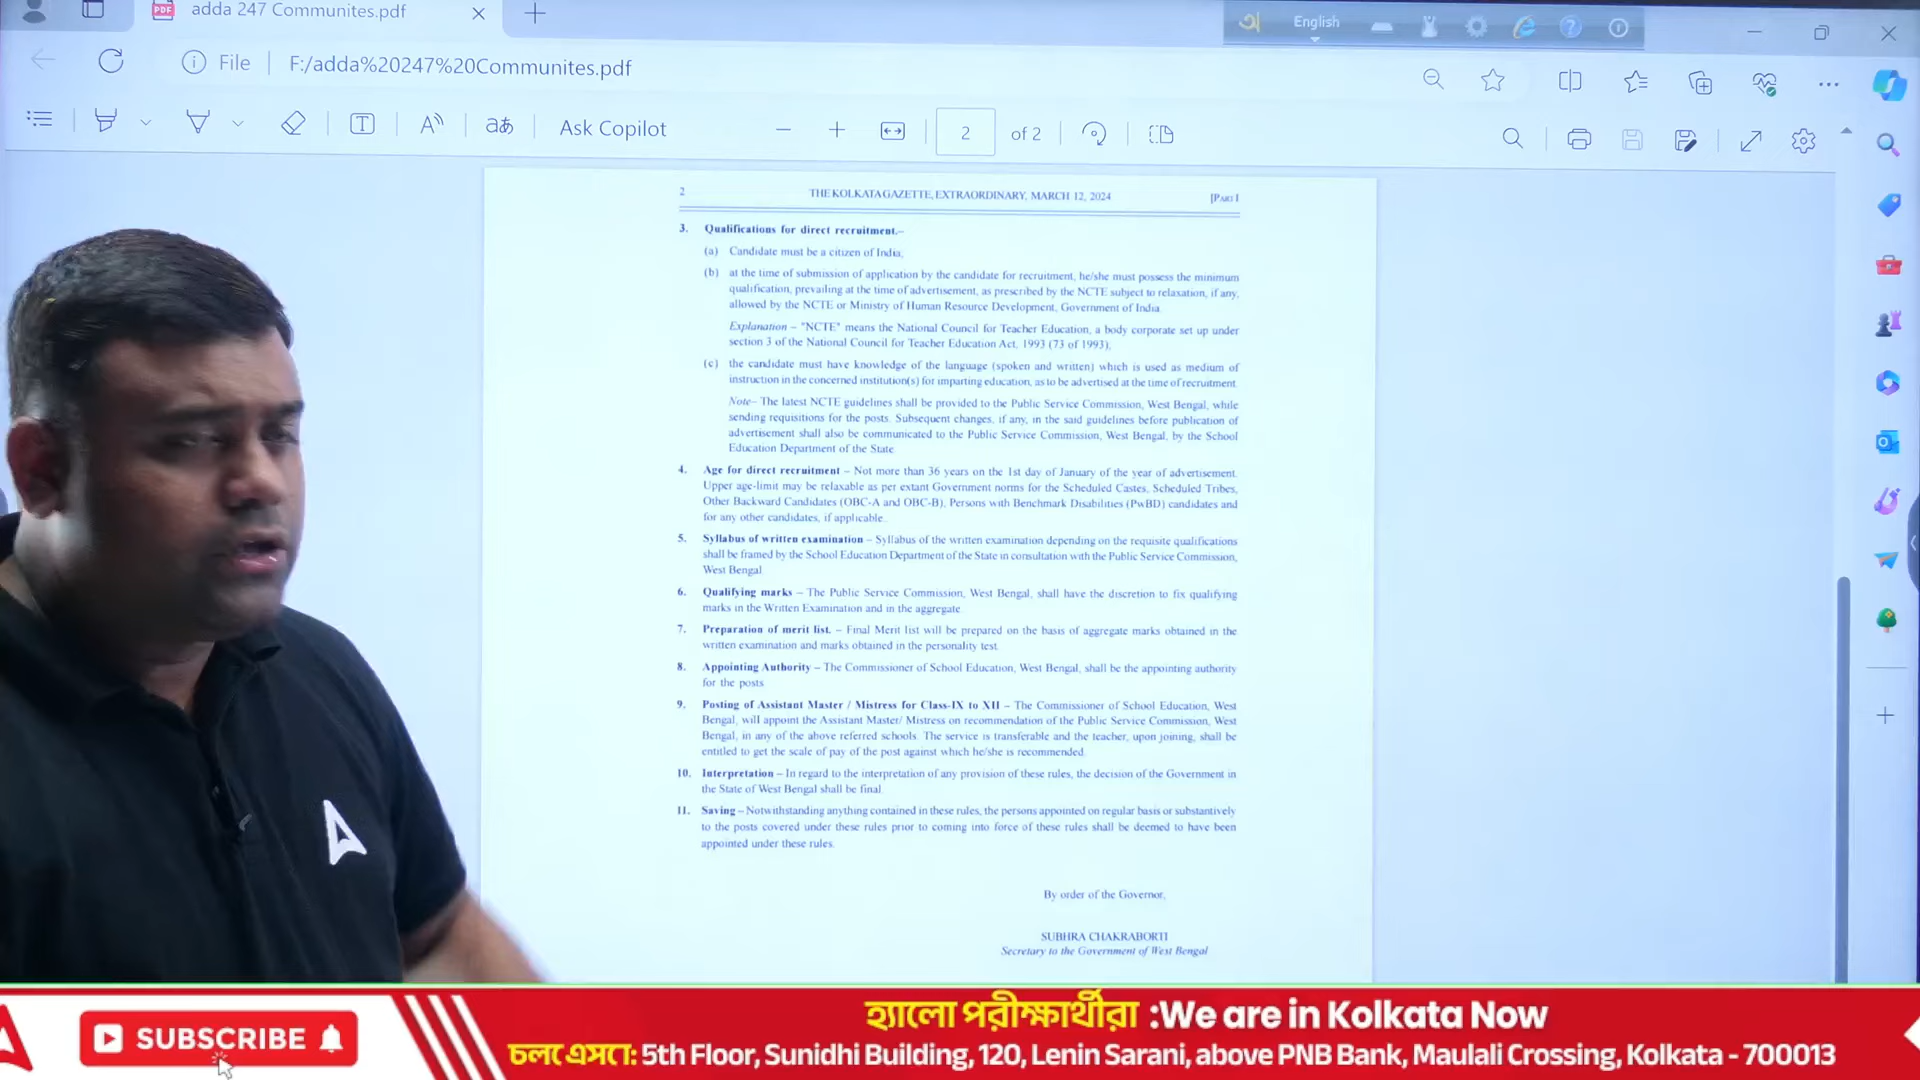 adda 247 Communites.pdf
English
File
F:/adda%20247%20Communites.pdf
Ask Copilot
2
of 2
2
THE KOLKATA GAZETTE, EXTRAORDINARY, MARCH 12, 2024
[PART I
3. Qualifications for direct recruitment.–
(a) Candidate must be a citizen of India;
(b) at the time of submission of application by the candidate for recruitment, he/she must possess the minimum
qualification, prevailing at the time of advertisement, as prescribed by the NCTE subject to relaxation, if any,
allowed by the NCTE or Ministry of Human Resource Development, Government of India.
Explanation – "NCTE" means the National Council for Teacher Education, a body corporate set up under
section 3 of the National Council for Teacher Education Act, 1993 (73 of 1993);
(c) the candidate must have knowledge of the language (spoken and written) which is used as medium of
instruction in the concerned institution(s) for imparting education, as to be advertised at the time of recruitment.
Note– The latest NCTE guidelines shall be provided to the Public Service Commission, West Bengal, while
sending requisitions for the posts. Subsequent changes, if any, in the said guidelines before publication of
advertisement shall also be communicated to the Public Service Commission, West Bengal, by the School
Education Department of the State.
4. Age for direct recruitment – Not more than 36 years on the 1st day of January of the year of advertisement.
Upper age-limit may be relaxable as per extant Government norms for the Scheduled Castes, Scheduled Tribes,
Other Backward Candidates (OBC-A and OBC-B), Persons with Benchmark Disabilities (PwBD) candidates and
for any other candidates, if applicable.
5. Syllabus of written examination – Syllabus of the written examination depending on the requisite qualifications
shall be framed by the School Education Department of the State in consultation with the Public Service Commission,
West Bengal.
6. Qualifying marks – The Public Service Commission, West Bengal, shall have the discretion to fix qualifying
marks in the Written Examination and in the aggregate.
7. Preparation of merit list. – Final Merit list will be prepared on the basis of aggregate marks obtained in the
written examination and marks obtained in the personality test.
8. Appointing Authority – The Commissioner of School Education, West Bengal, shall be the appointing authority
for the posts.
9. Posting of Assistant Master / Mistress for Class-IX to XII – The Commissioner of School Education, West
Bengal, will appoint the Assistant Master/ Mistress on recommendation of the Public Service Commission, West
Bengal, in any of the above referred schools. The service is transferable and the teacher, upon joining, shall be
entitled to get the scale of pay of the post against which he/she is recommended.
10. Interpretation – In regard to the interpretation of any provision of these rules, the decision of the Government in
the State of West Bengal shall be final.
11. Saving – Notwithstanding anything contained in these rules, the persons appointed on regular basis or substantively
to the posts covered under these rules prior to coming into force of these rules shall be deemed to have been
appointed under these rules.
By order of the Governor,
SUBHRA CHAKRABORTI
Secretary to the Government of West Bengal
SUBSCRIBE
হ্যালো পরীক্ষার্থীরা :We are in Kolkata Now
চলে এসো: 5th Floor, Sunidhi Building, 120, Lenin Sarani, above PNB Bank, Maulali Crossing, Kolkata - 700013